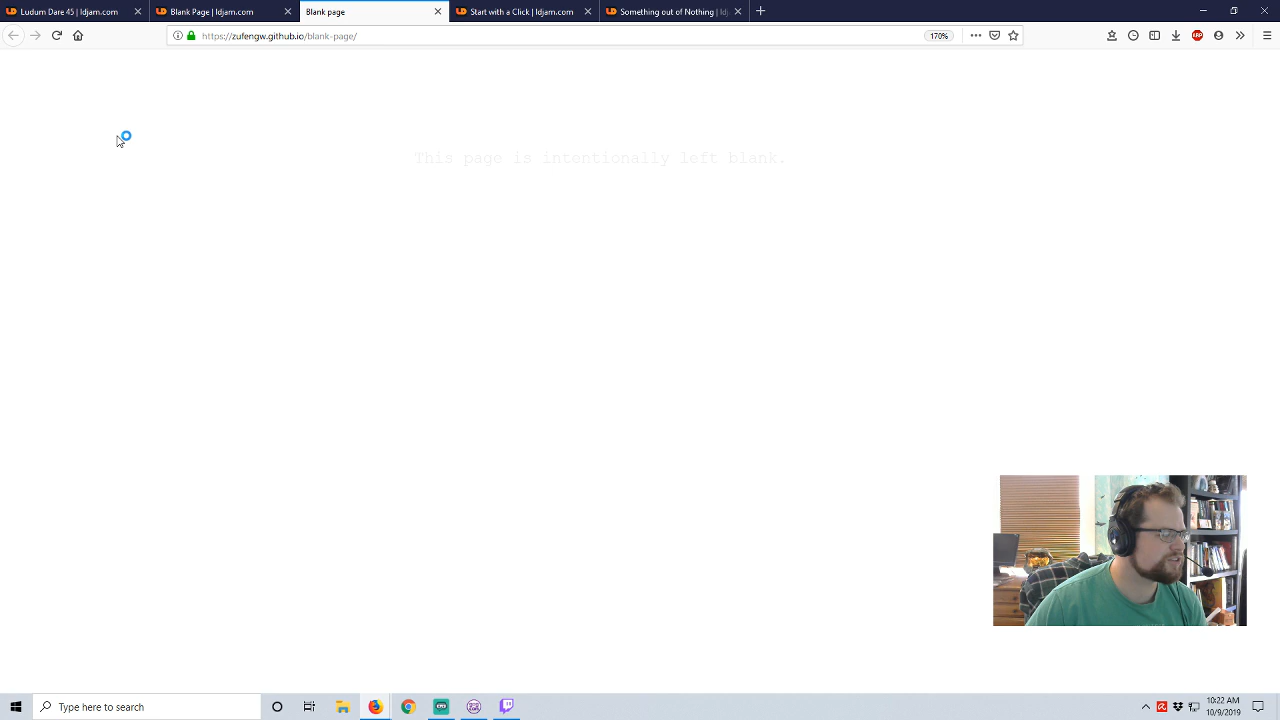 Ludum Dare 45 | ldjam.com
Blank Page | ldjam.com
Blank page
Start with a Click | ldjam.com
Something out of Nothing | ldj
https://zufengw.github.io/blank-page/
170%
ABP
This page is intentionally left blank.
Type here to search
10:22 AM
10/9/2019